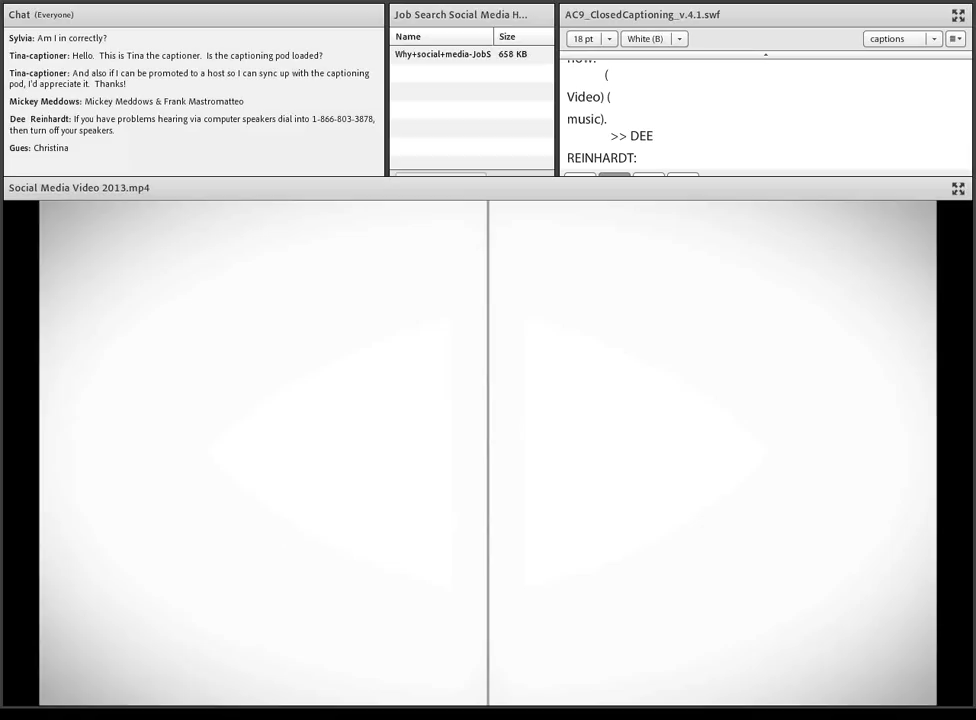 Chat (Everyone)
Sylvia: Am I in correctly?
Tina-captioner: Hello. This is Tina the captioner. Is the captioning pod loaded?
Tina-captioner: And also if I can be promoted to a host so I can sync up with the captioning
pod, I'd appreciate it. Thanks!
Mickey Meddows: Mickey Meddows & Frank Mastromatteo
Dee Reinhardt: If you have problems hearing via computer speakers dial into 1-866-803-3878,
then turn off your speakers.
Gues: Christina
Job Search Social Media H...
Name Size
Why+social+media-JobS 658 KB
AC9_ClosedCaptioning_v.4.1.swf
18 pt White (B) captions
now.
(
Video) (
music).
>> DEE
REINHARDT:
Social Media Video 2013.mp4